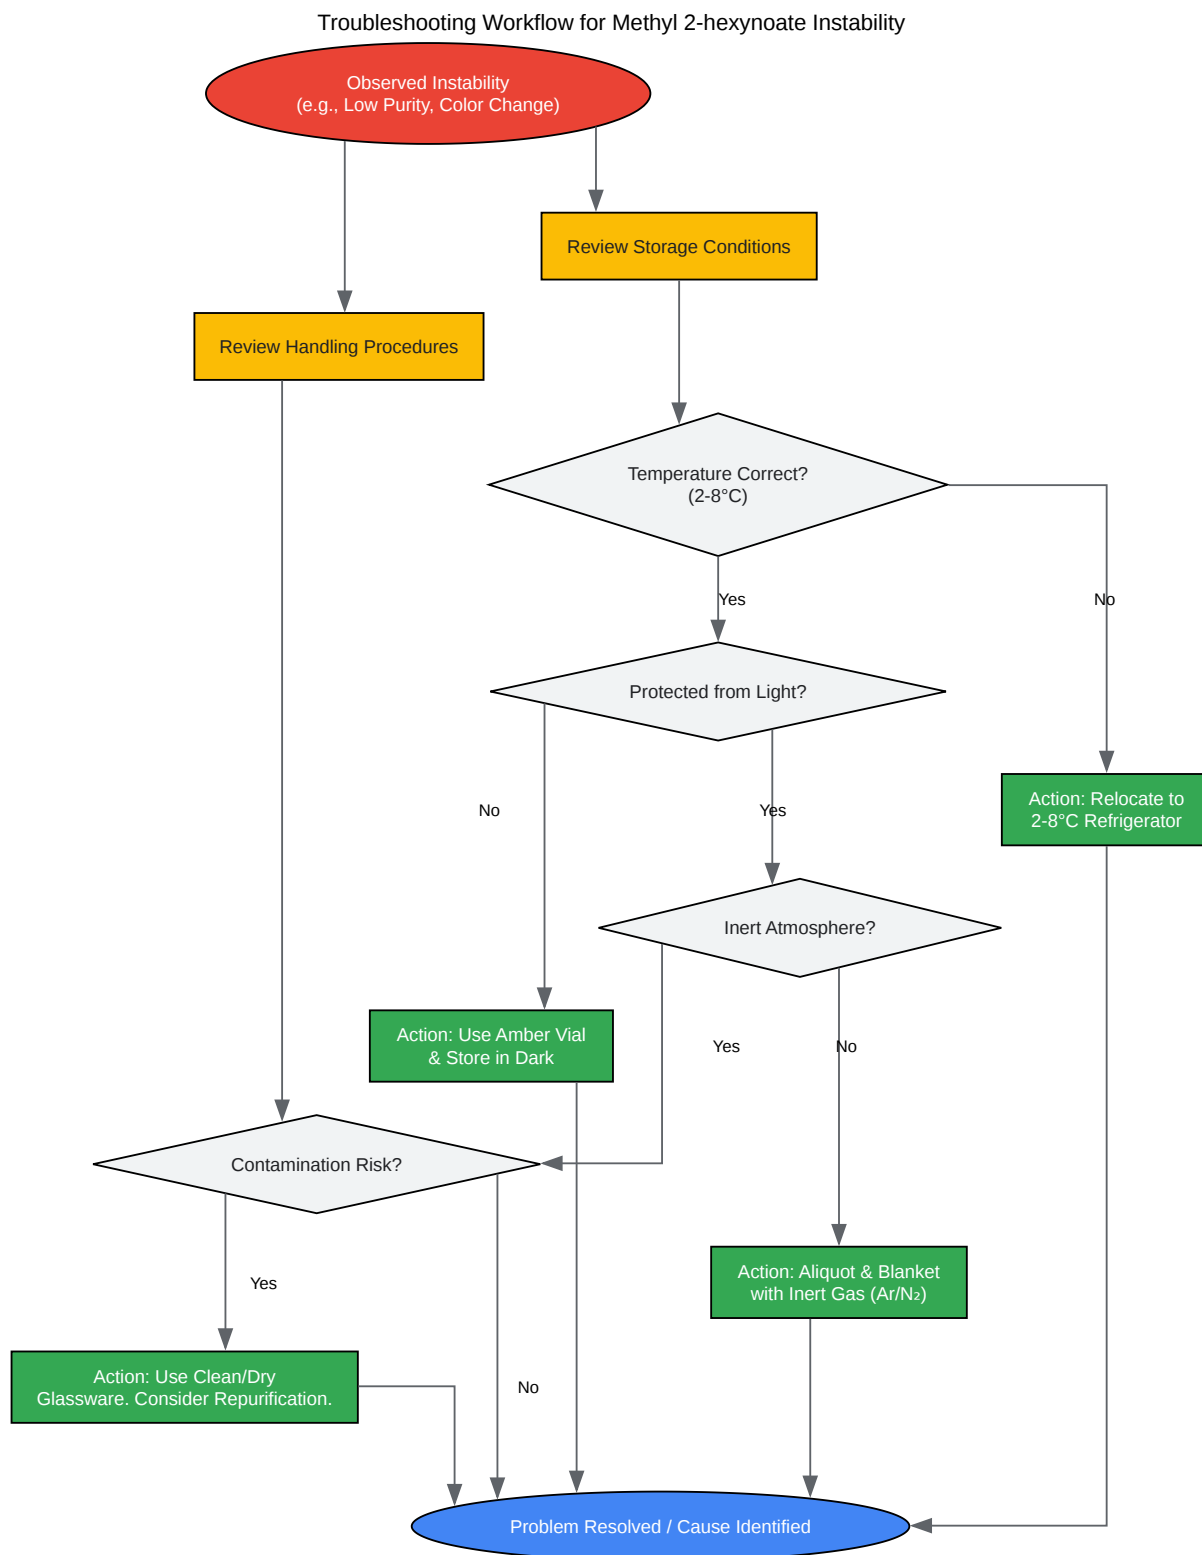 Troubleshooting Workflow for Methyl 2-hexynoate Instability
Observed Instability
(e.g., Low Purity, Color Change)
Review Storage Conditions
Review Handling Procedures
Temperature Correct?
(2-8°C)
Yes
No
Protected from Light?
No
Yes
Action: Relocate to
2-8°C Refrigerator
Inert Atmosphere?
Action: Use Amber Vial
& Store in Dark
Yes
No
Contamination Risk?
Yes
Action: Aliquot & Blanket
with Inert Gas (Ar/N₂)
Action: Use Clean/Dry
Glassware. Consider Repurification.
No
Problem Resolved / Cause Identified